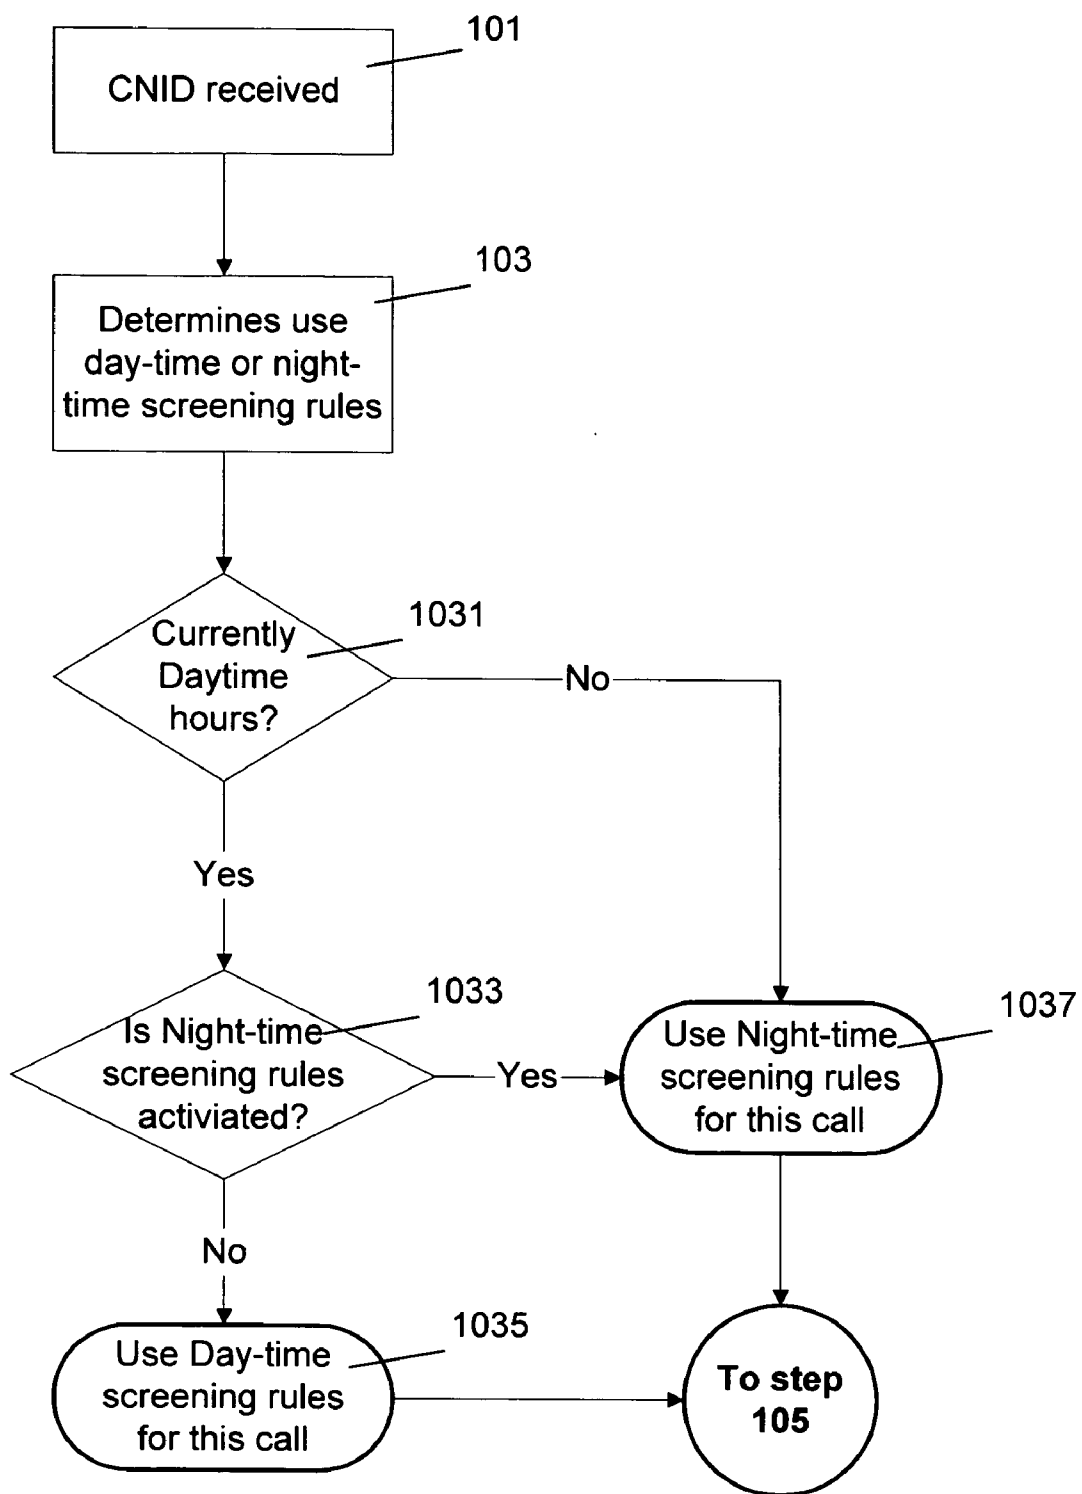 101
CNID received
103
Determines use
day-time or night-
time screening rules
1031
Currently
Daytime
hours?
No
Yes
1033
Is Night-time
screening rules
activiated?
Yes
1037
Use Night-time
screening rules
for this call
No
1035
Use Day-time
screening rules
for this call
To step
105